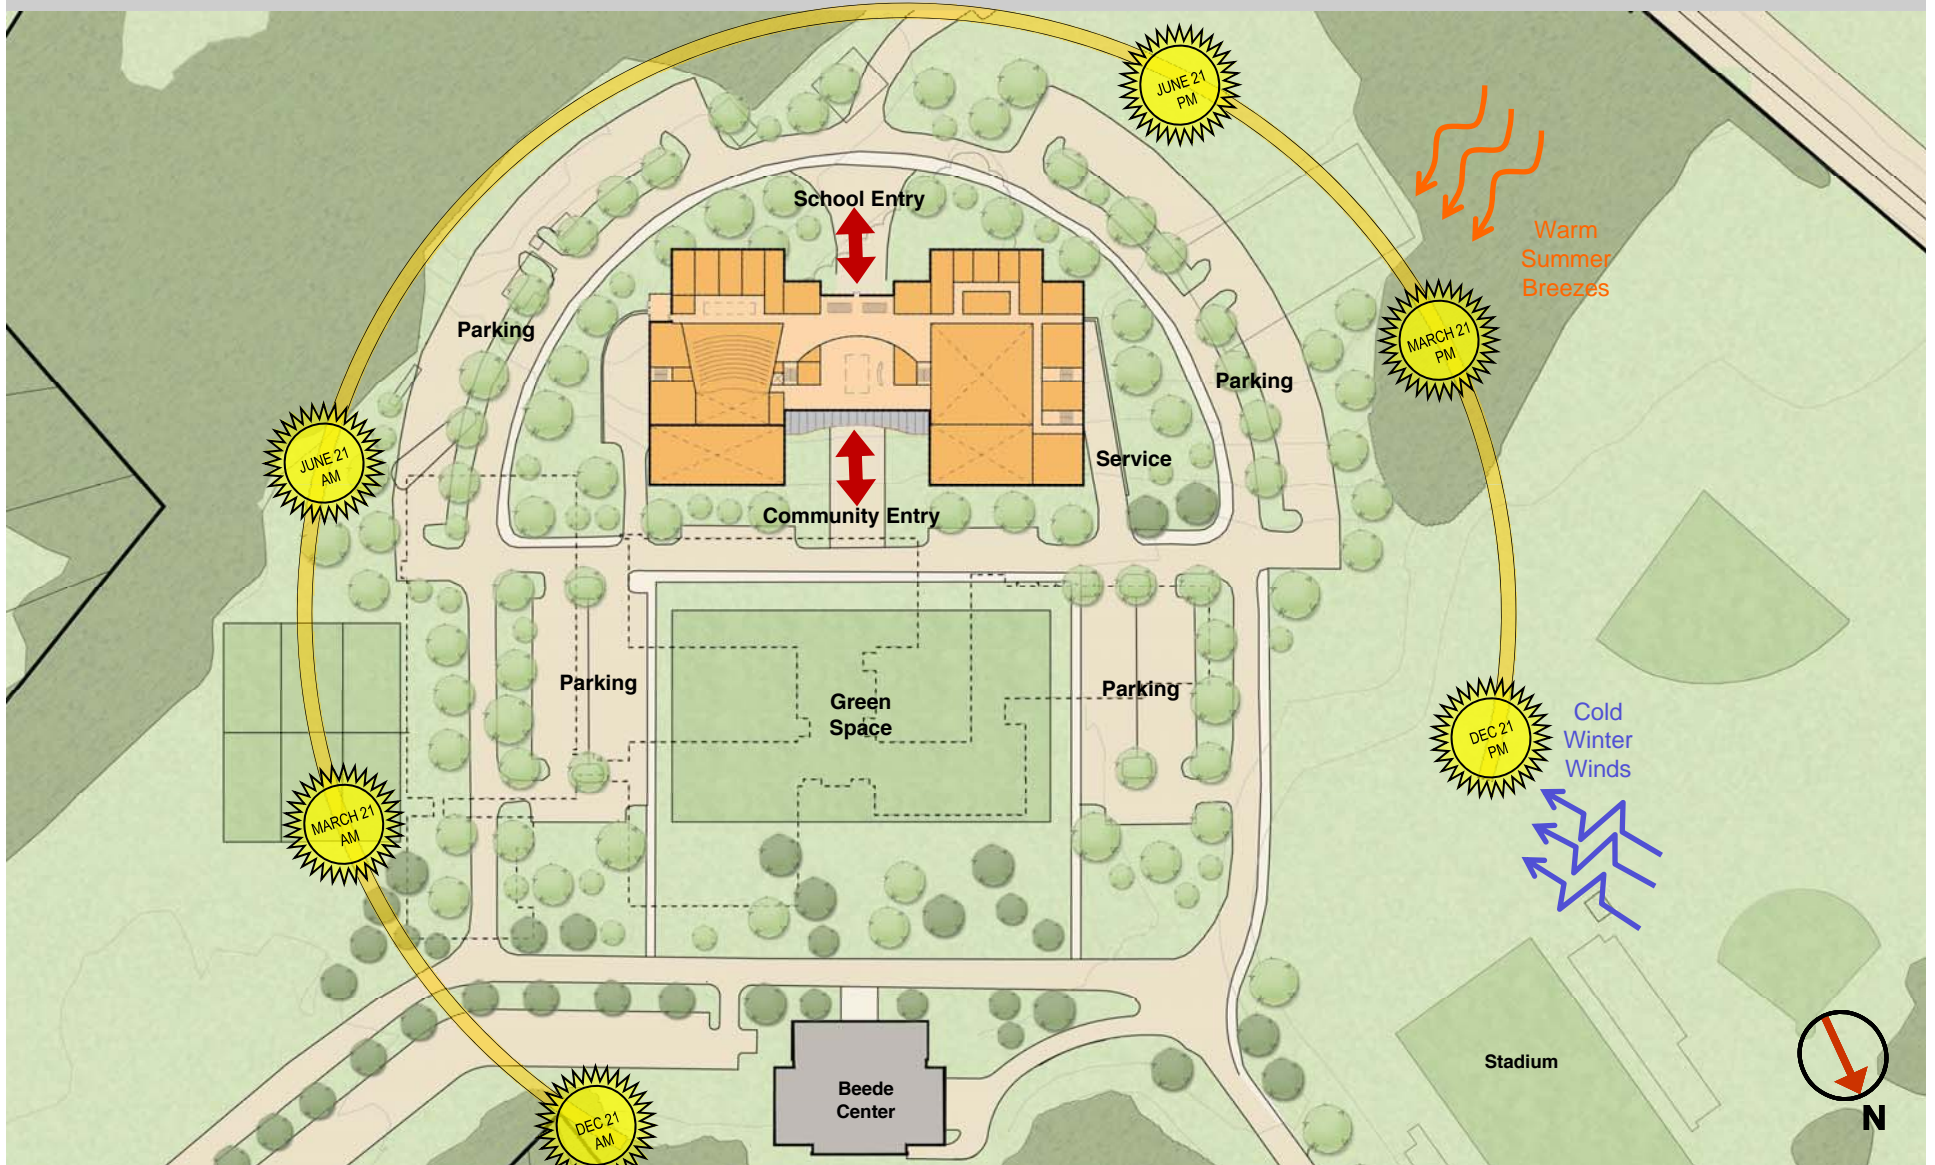 JUNE 21
PM
School Entry
Warm
Summer
Breezes
Parking
MARCH 21
PM
Parking
JUNE 21
AM
Service
Community Entry
Parking
Parking
Green
Space
DEC 21
PM
Cold
Winter
Winds
MARCH 21
AM
Stadium
Beede
Center
DEC 21
AM
N